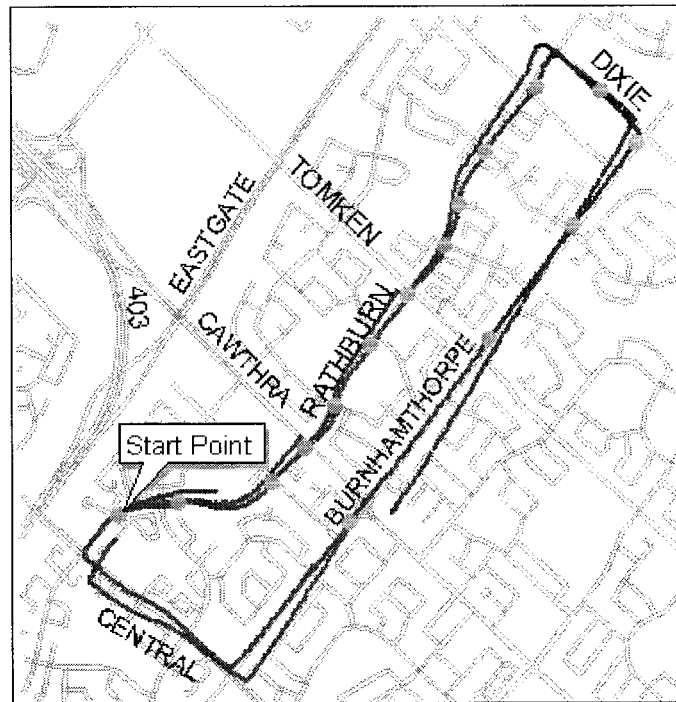 DIXIE
TOMKEN
EASTGATE
403
CAWTHRA
RATHBURN
BURNHAMTHORPE
Start Point
CENTRAL